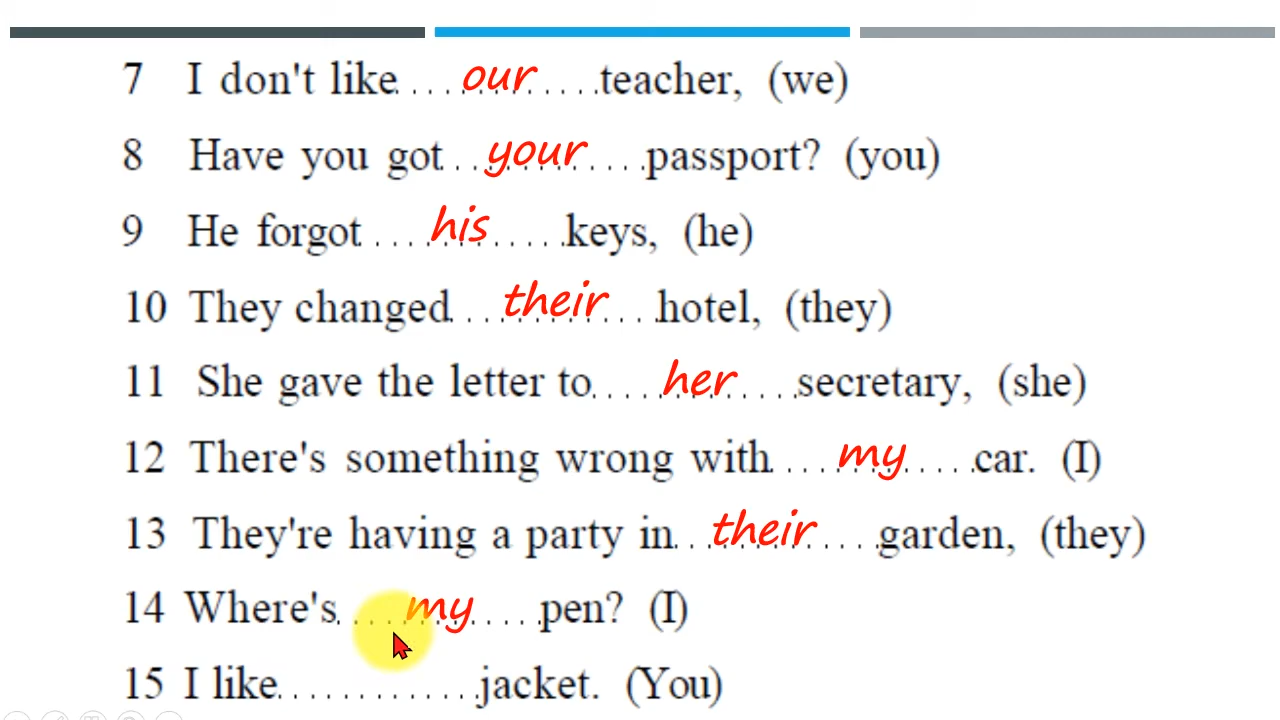 7 I don't like. . . . our . . . .teacher, (we)
8 Have you got. . . your . . . .passport? (you)
9 He forgot . . . . his . . . .keys, (he)
10 They changed. . . . their . . . .hotel, (they)
11 She gave the letter to. . . . her . . . .secretary, (she)
12 There's something wrong with. . . . my . . . .car. (I)
13 They're having a party in. . . their . . . .garden, (they)
14 Where's. . . . my . . . .pen? (I)
15 I like. . . . . . . . . . . . . .jacket. (You)